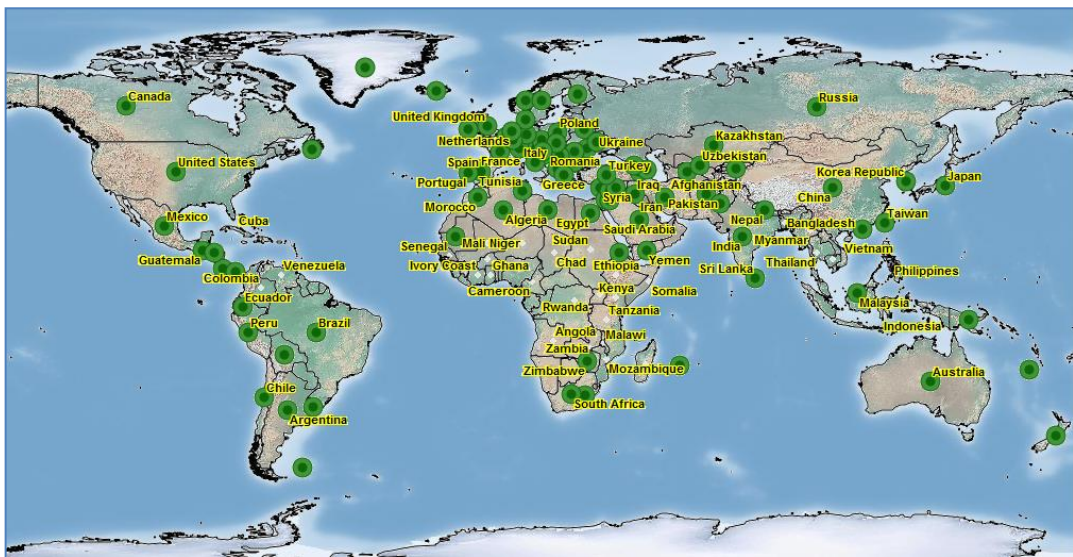 Canada
Russia
United Kingdom
Poland
Netherlands
Ukraine
Kazakhstan
Italy
United States
Spain
France
Romania
Turkey
Uzbekistan
Korea Republic
Japan
Portugal
Tunisia
Greece
Syria
Iraq
Afghanistan
China
Morocco
Iran
Pakistan
Mexico
Cuba
Algeria
Egypt
Saudi Arabia
Nepal
Bangladesh
Taiwan
Senegal
Mali
Niger
Sudan
India
Myanmar
Vietnam
Guatemala
Colombia
Venezuela
Ivory Coast
Ghana
Chad
Ethiopia
Yemen
Sri Lanka
Thailand
Philippines
Cameroon
Kenya
Somalia
Ecuador
Rwanda
Tanzania
Malaysia
Peru
Brazil
Angola
Malawi
Indonesia
Zambia
Zimbabwe
Mozambique
Australia
Chile
South Africa
Argentina